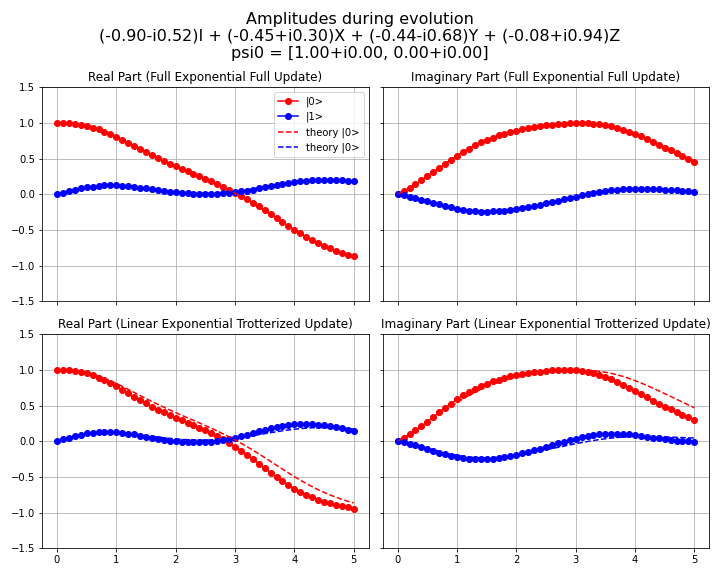 Amplitudes during evolution
(-0.90-i0.52)I + (-0.45+i0.30)X + (-0.44-i0.68)Y + (-0.08+i0.94)Z
psi0 = [1.00+i0.00, 0.00+i0.00]
Real Part (Full Exponential Full Update)
1.5
1.0
0.5
0.0
−0.5
−1.0
−1.5
|0>
|1>
theory |0>
theory |0>
Imaginary Part (Full Exponential Full Update)
Real Part (Linear Exponential Trotterized Update)
1.5
1.0
0.5
0.0
−0.5
−1.0
−1.5
0 1 2 3 4 5
Imaginary Part (Linear Exponential Trotterized Update)
0 1 2 3 4 5